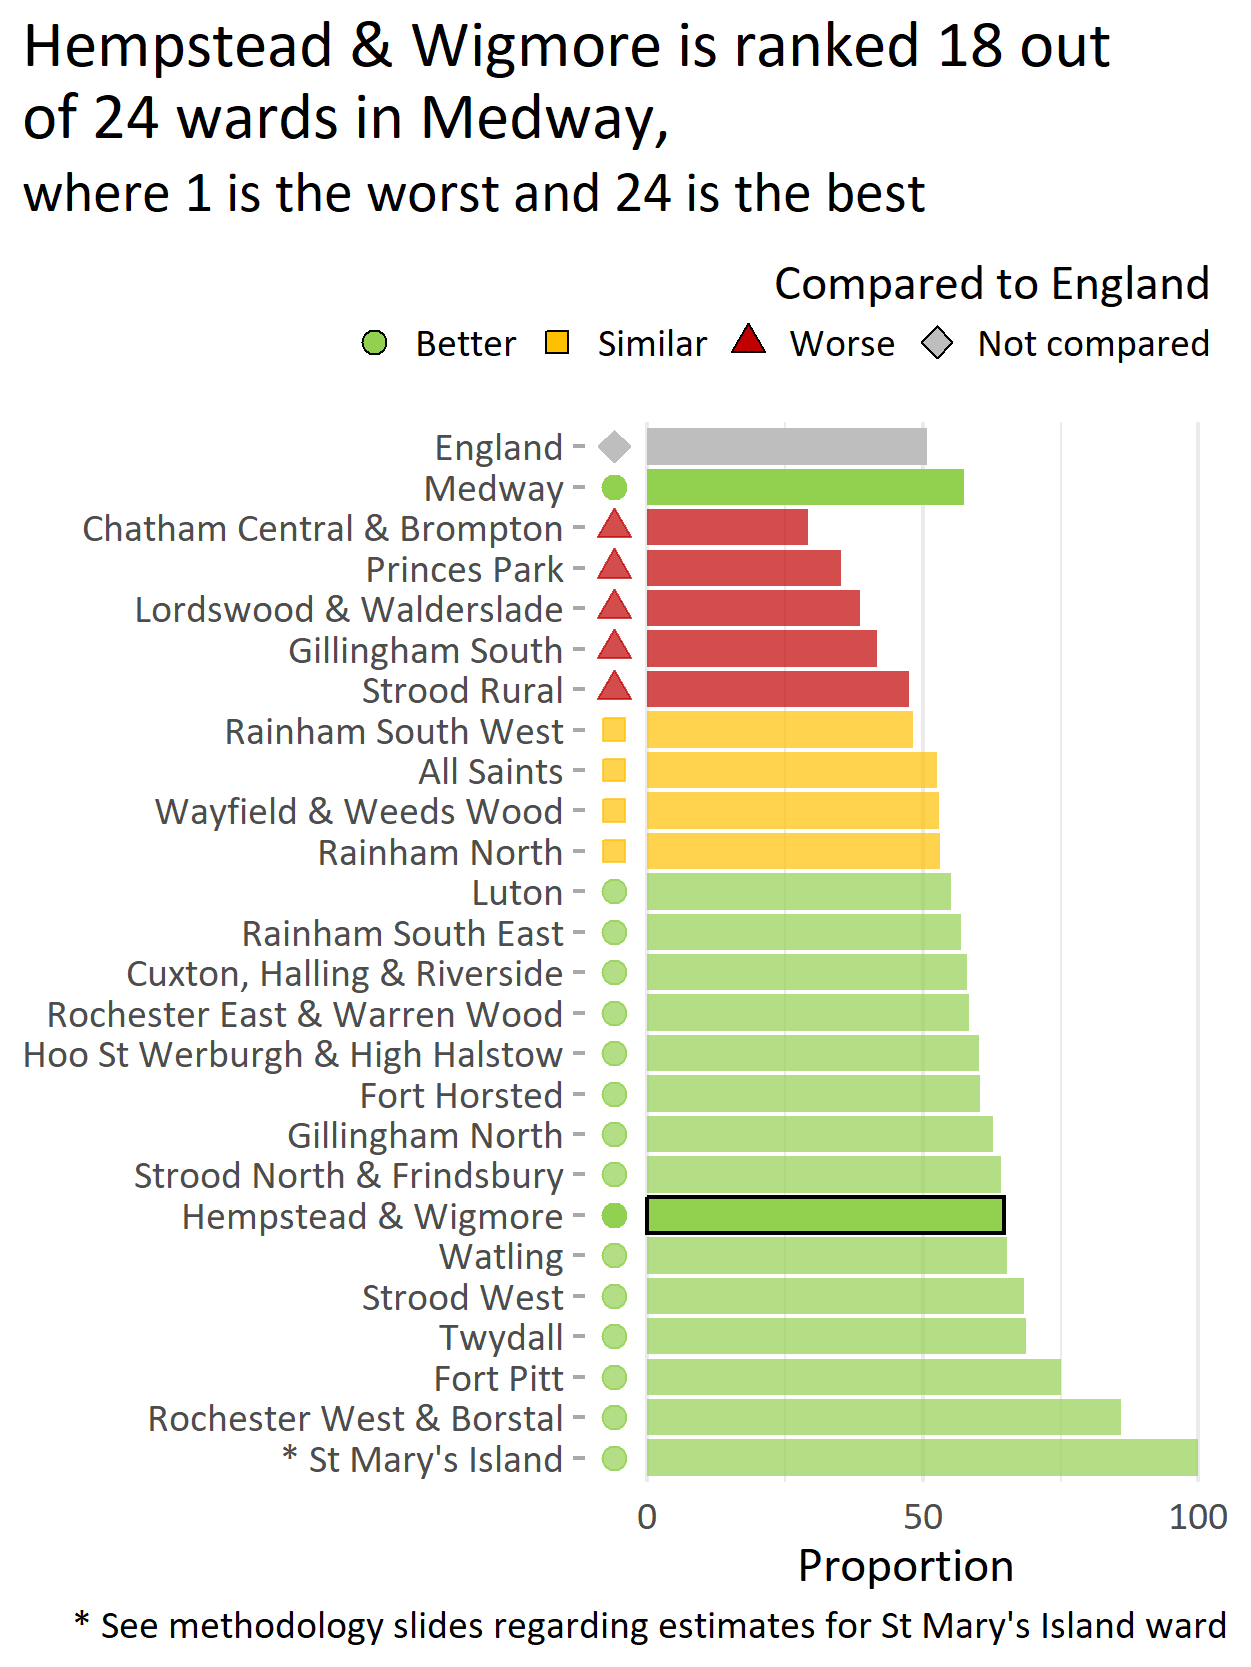 Hempstead & Wigmore is ranked 18 out
of 24 wards in Medway,
where 1 is the worst and 24 is the best
Compared to England
Better Similar Worse Not compared
England
Medway
Chatham Central & Brompton
Princes Park
Lordswood & Walderslade
Gillingham South
Strood Rural
Rainham South West
All Saints
Wayfield & Weeds Wood
Rainham North
Luton
Rainham South East
Cuxton, Halling & Riverside
Rochester East & Warren Wood
Hoo St Werburgh & High Halstow
Fort Horsted
Gillingham North
Strood North & Frindsbury
Hempstead & Wigmore
Watling
Strood West
Twydall
Fort Pitt
Rochester West & Borstal
* St Mary's Island
0 50 100
Proportion
* See methodology slides regarding estimates for St Mary's Island ward